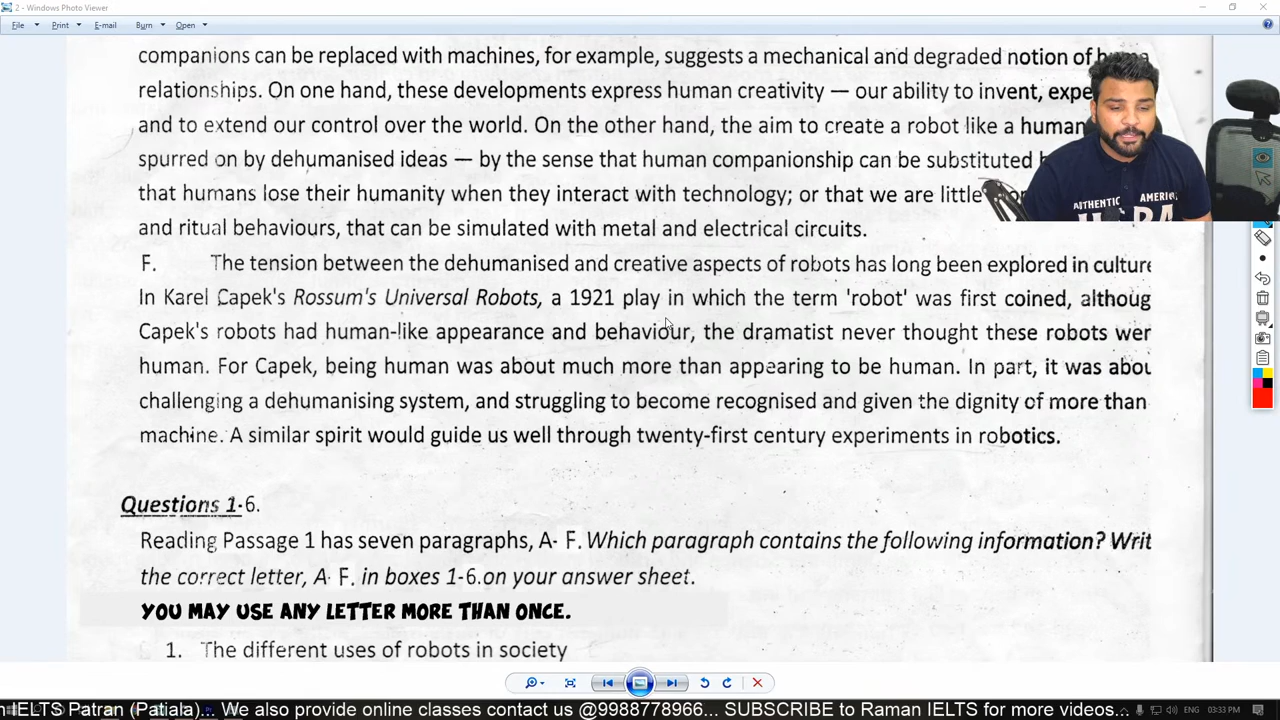 2 - Windows Photo Viewer
File Print E-mail Burn Open
companions can be replaced with machines, for example, suggests a mechanical and degraded notion of
relationships. On one hand, these developments express human creativity — our ability to invent,
and to extend our control over the world. On the other hand, the aim to create a robot like a human
spurred on by dehumanised ideas — by the sense that human companionship can be substituted
that humans lose their humanity when they interact with technology; or that we are little
and ritual behaviours, that can be simulated with metal and electrical circuits.
F. The tension between the dehumanised and creative aspects of robots has long been explored in culture
In Karel Capek's Rossum's Universal Robots, a 1921 play in which the term 'robot' was first coined, althoug
Capek's robots had human-like appearance and behaviour, the dramatist never thought these robots wer
human. For Capek, being human was about much more than appearing to be human. In part, it was abou
challenging a dehumanising system, and struggling to become recognised and given the dignity of more than
machine. A similar spirit would guide us well through twenty-first century experiments in robotics.
Questions 1-6.
Reading Passage 1 has seven paragraphs, A- F. Which paragraph contains the following information? Writ
the correct letter, A- F. in boxes 1-6.on your answer sheet.
YOU MAY USE ANY LETTER MORE THAN ONCE.
1. The different uses of robots in society
AUTHENTIC AMERICA
n IELTS Patran (Patiala)... We also provide online classes contact us @9988778966... SUBSCRIBE to Raman IELTS for more videos...
ENG 03:33 PM